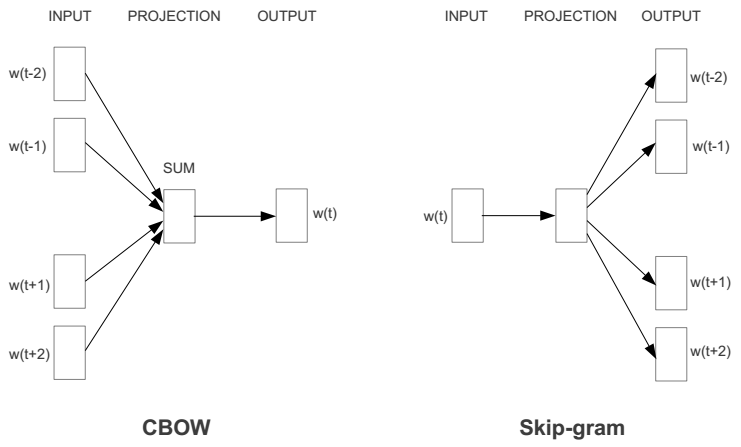 INPUT PROJECTION OUTPUT
w(t-2)
w(t-1)
SUM
w(t)
w(t+1)
w(t+2)
CBOW
INPUT PROJECTION OUTPUT
w(t-2)
w(t-1)
w(t)
w(t+1)
w(t+2)
Skip-gram